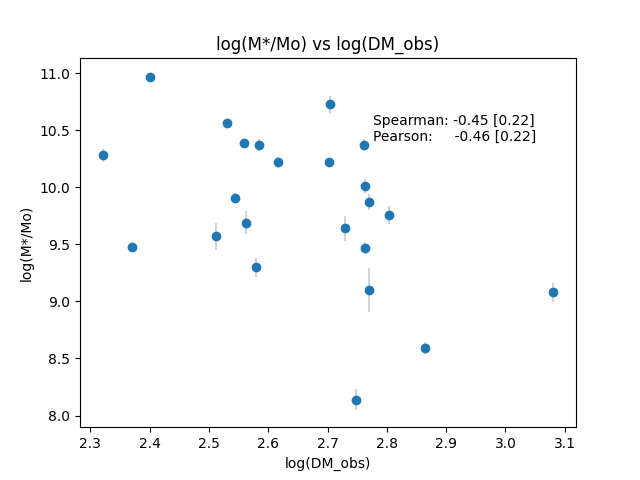 log(M*/Mo) vs log(DM_obs)
11.0
10.5
10.0
9.5
9.0
8.5
8.0
log(M*/Mo)
Spearman: -0.45 [0.22]
Pearson: -0.46 [0.22]
2.3 2.4 2.5 2.6 2.7 2.8 2.9 3.0 3.1
log(DM_obs)